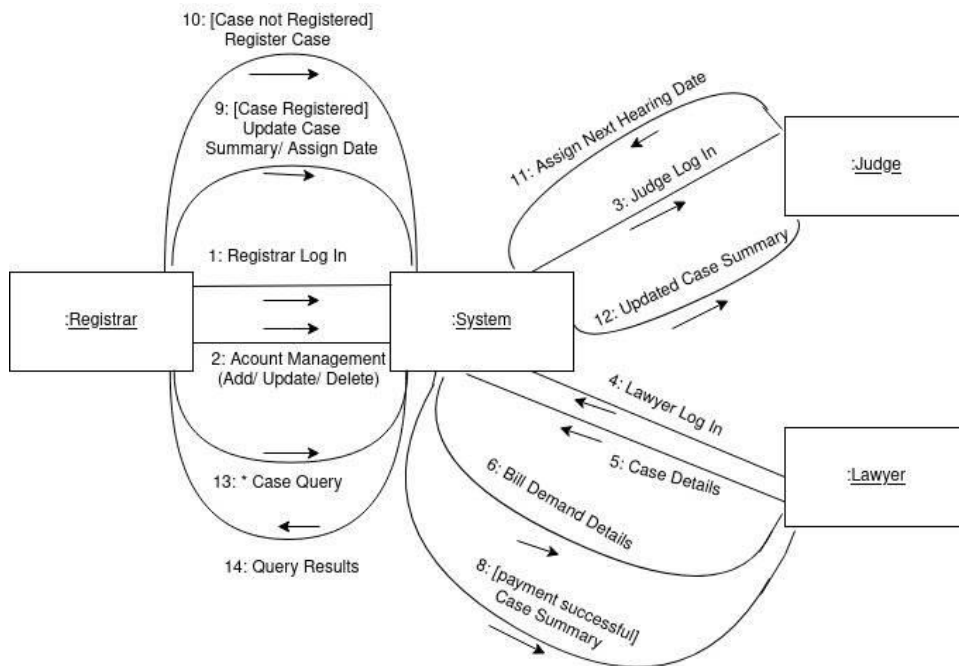 10: [Case not Registered]
Register Case
9: [Case Registered]
Update Case
Summary/ Assign Date
1: Registrar Log In
:Registrar
:System
2: Acount Management
(Add/ Update/ Delete)
13: * Case Query
14: Query Results
11: Assign Next Hearing Date
3: Judge Log In
:Judge
12: Updated Case Summary
4: Lawyer Log In
5: Case Details
:Lawyer
6: Bill Demand Details
8: [payment successful]
Case Summary